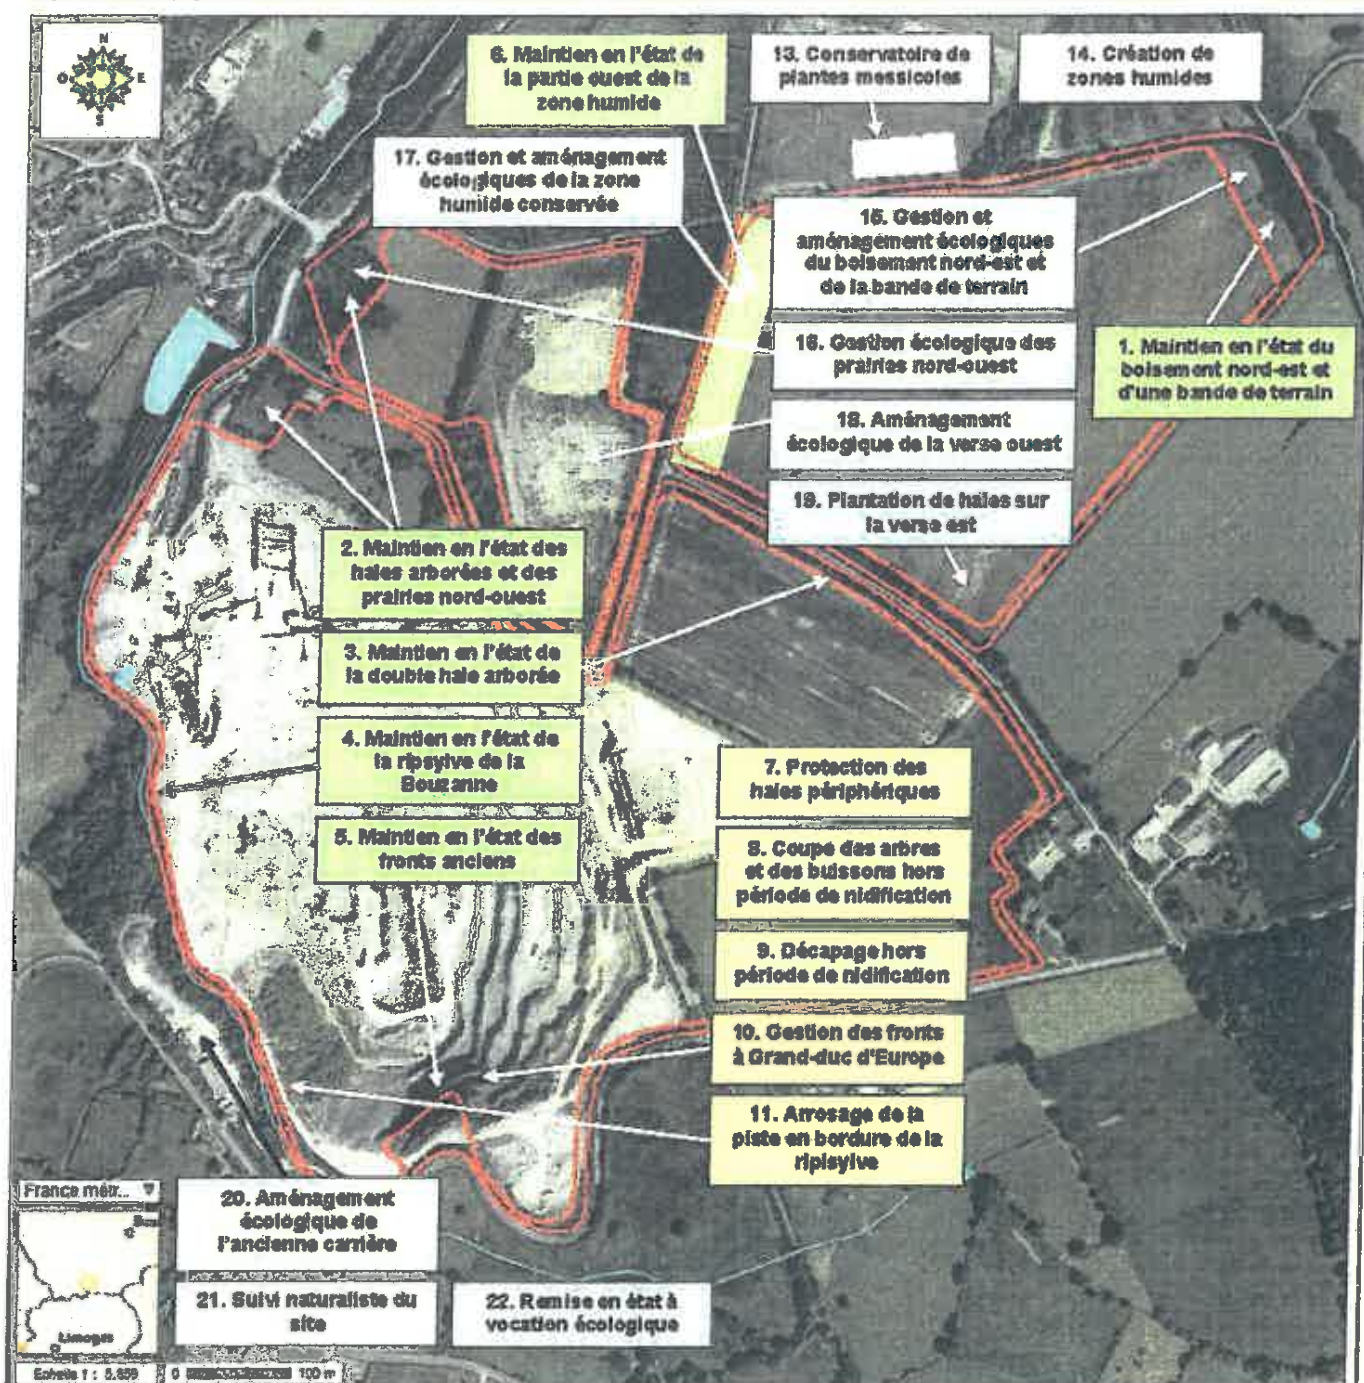 N
O
E
S
6. Maintien en l'état de
la partie ouest de la
zone humide
13. Conservatoire de
plantes messicoles
14. Création de
zones humides
17. Gestion et aménagement
écologiques de la zone
humide conservée
15. Gestion et
aménagement écologiques
du boisement nord-est et
de la bande de terrain
16. Gestion écologique des
prairies nord-ouest
1. Maintien en l'état du
boisement nord-est et
d'une bande de terrain
18. Aménagement
écologique de la verse ouest
19. Plantation de haies sur
la verse est
2. Maintien en l'état des
haies arborées et des
prairies nord-ouest
3. Maintien en l'état de
la double haie arborée
4. Maintien en l'état de
la ripsylve de la
Bouzanne
5. Maintien en l'état des
fronts anciens
7. Protection des
haies périphériques
8. Coupe des arbres
et des buissons hors
période de nidification
9. Décapage hors
période de nidification
10. Gestion des fronts
à Grand-duc d'Europe
11. Arrosage de la
piste en bordure de la
ripisylve
France métr... ▼
Limoges
20. Aménagement
écologique de
l'ancienne carrière
21. Suivi naturaliste du
site
22. Remise en état à
vocation écologique
Echelle 1 : 5,859
0 100 m